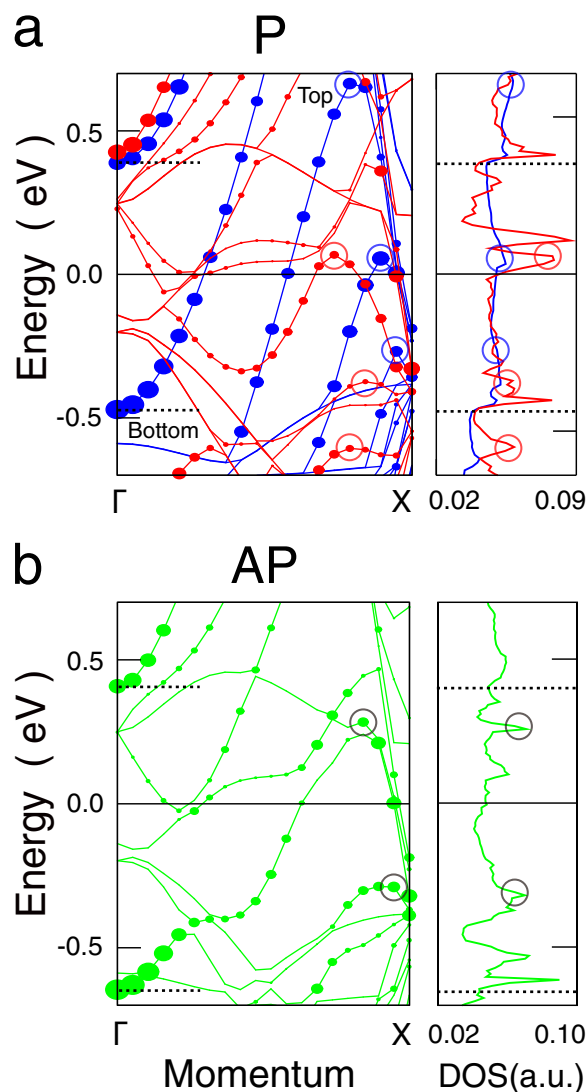 a
P
Energy ( eV )
0.5
0.0
-0.5
Top
Bottom
Γ
X
0.02
0.09
b
AP
Energy ( eV )
0.5
0.0
-0.5
Γ
X
0.02
0.10
Momentum
DOS(a.u.)